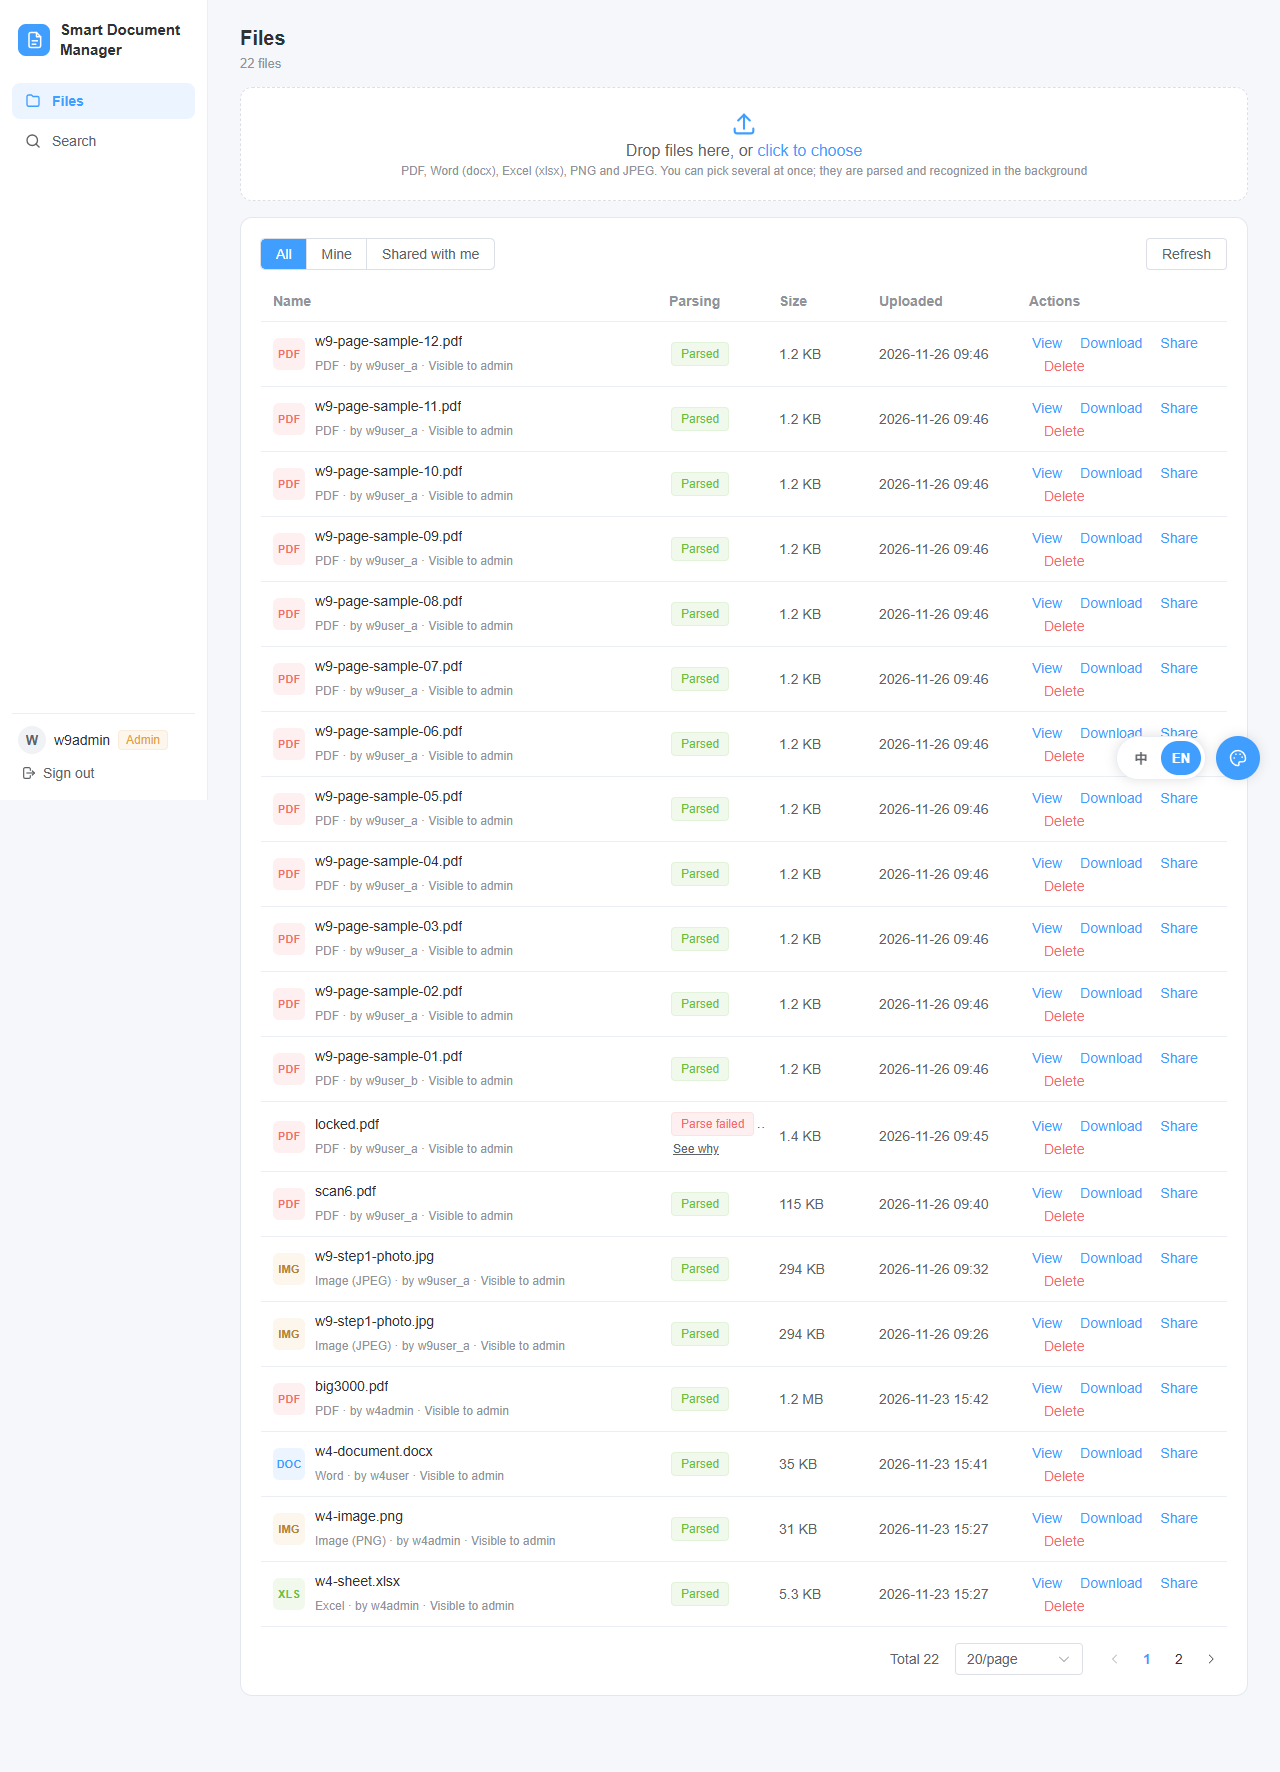 Smart Document
Manager
Files
Search
W w9admin Admin
Sign out
Files
22 files
Drop files here, or click to choose
PDF, Word (docx), Excel (xlsx), PNG and JPEG. You can pick several at once; they are parsed and recognized in the background
All Mine Shared with me Refresh
Name Parsing Size Uploaded Actions
PDF w9-page-sample-12.pdf Parsed 1.2 KB 2026-11-26 09:46 View Download Share
PDF · by w9user_a · Visible to admin Delete
PDF w9-page-sample-11.pdf Parsed 1.2 KB 2026-11-26 09:46 View Download Share
PDF · by w9user_a · Visible to admin Delete
PDF w9-page-sample-10.pdf Parsed 1.2 KB 2026-11-26 09:46 View Download Share
PDF · by w9user_a · Visible to admin Delete
PDF w9-page-sample-09.pdf Parsed 1.2 KB 2026-11-26 09:46 View Download Share
PDF · by w9user_a · Visible to admin Delete
PDF w9-page-sample-08.pdf Parsed 1.2 KB 2026-11-26 09:46 View Download Share
PDF · by w9user_a · Visible to admin Delete
PDF w9-page-sample-07.pdf Parsed 1.2 KB 2026-11-26 09:46 View Download Share
PDF · by w9user_a · Visible to admin Delete
PDF w9-page-sample-06.pdf Parsed 1.2 KB 2026-11-26 09:46 View Download Share
PDF · by w9user_a · Visible to admin Delete
中 EN
PDF w9-page-sample-05.pdf Parsed 1.2 KB 2026-11-26 09:46 View Download Share
PDF · by w9user_a · Visible to admin Delete
PDF w9-page-sample-04.pdf Parsed 1.2 KB 2026-11-26 09:46 View Download Share
PDF · by w9user_a · Visible to admin Delete
PDF w9-page-sample-03.pdf Parsed 1.2 KB 2026-11-26 09:46 View Download Share
PDF · by w9user_a · Visible to admin Delete
PDF w9-page-sample-02.pdf Parsed 1.2 KB 2026-11-26 09:46 View Download Share
PDF · by w9user_a · Visible to admin Delete
PDF w9-page-sample-01.pdf Parsed 1.2 KB 2026-11-26 09:46 View Download Share
PDF · by w9user_b · Visible to admin Delete
PDF locked.pdf Parse failed .. 1.4 KB 2026-11-26 09:45 View Download Share
PDF · by w9user_a · Visible to admin See why Delete
PDF scan6.pdf Parsed 115 KB 2026-11-26 09:40 View Download Share
PDF · by w9user_a · Visible to admin Delete
IMG w9-step1-photo.jpg Parsed 294 KB 2026-11-26 09:32 View Download Share
Image (JPEG) · by w9user_a · Visible to admin Delete
IMG w9-step1-photo.jpg Parsed 294 KB 2026-11-26 09:26 View Download Share
Image (JPEG) · by w9user_a · Visible to admin Delete
PDF big3000.pdf Parsed 1.2 MB 2026-11-23 15:42 View Download Share
PDF · by w4admin · Visible to admin Delete
DOC w4-document.docx Parsed 35 KB 2026-11-23 15:41 View Download Share
Word · by w4user · Visible to admin Delete
IMG w4-image.png Parsed 31 KB 2026-11-23 15:27 View Download Share
Image (PNG) · by w4admin · Visible to admin Delete
XLS w4-sheet.xlsx Parsed 5.3 KB 2026-11-23 15:27 View Download Share
Excel · by w4admin · Visible to admin Delete
Total 22 20/page 1 2